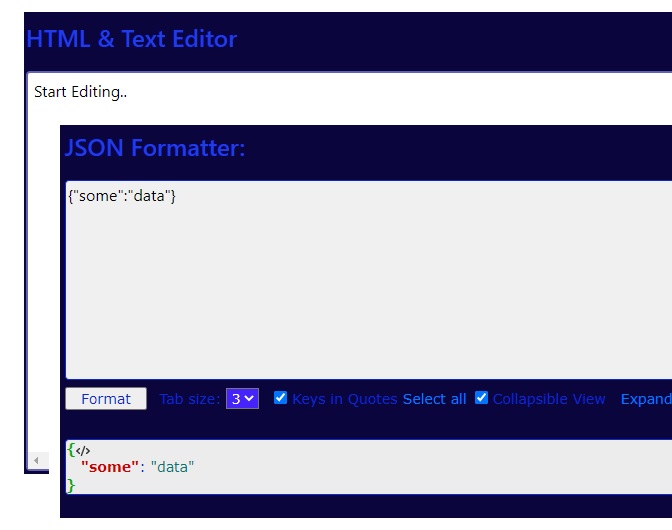 HTML & Text Editor
Start Editing..
JSON Formatter:
{"some":"data"}
Format Tab size: 3 Keys in Quotes Select all Collapsible View Expand
{</>
"some": "data"
}